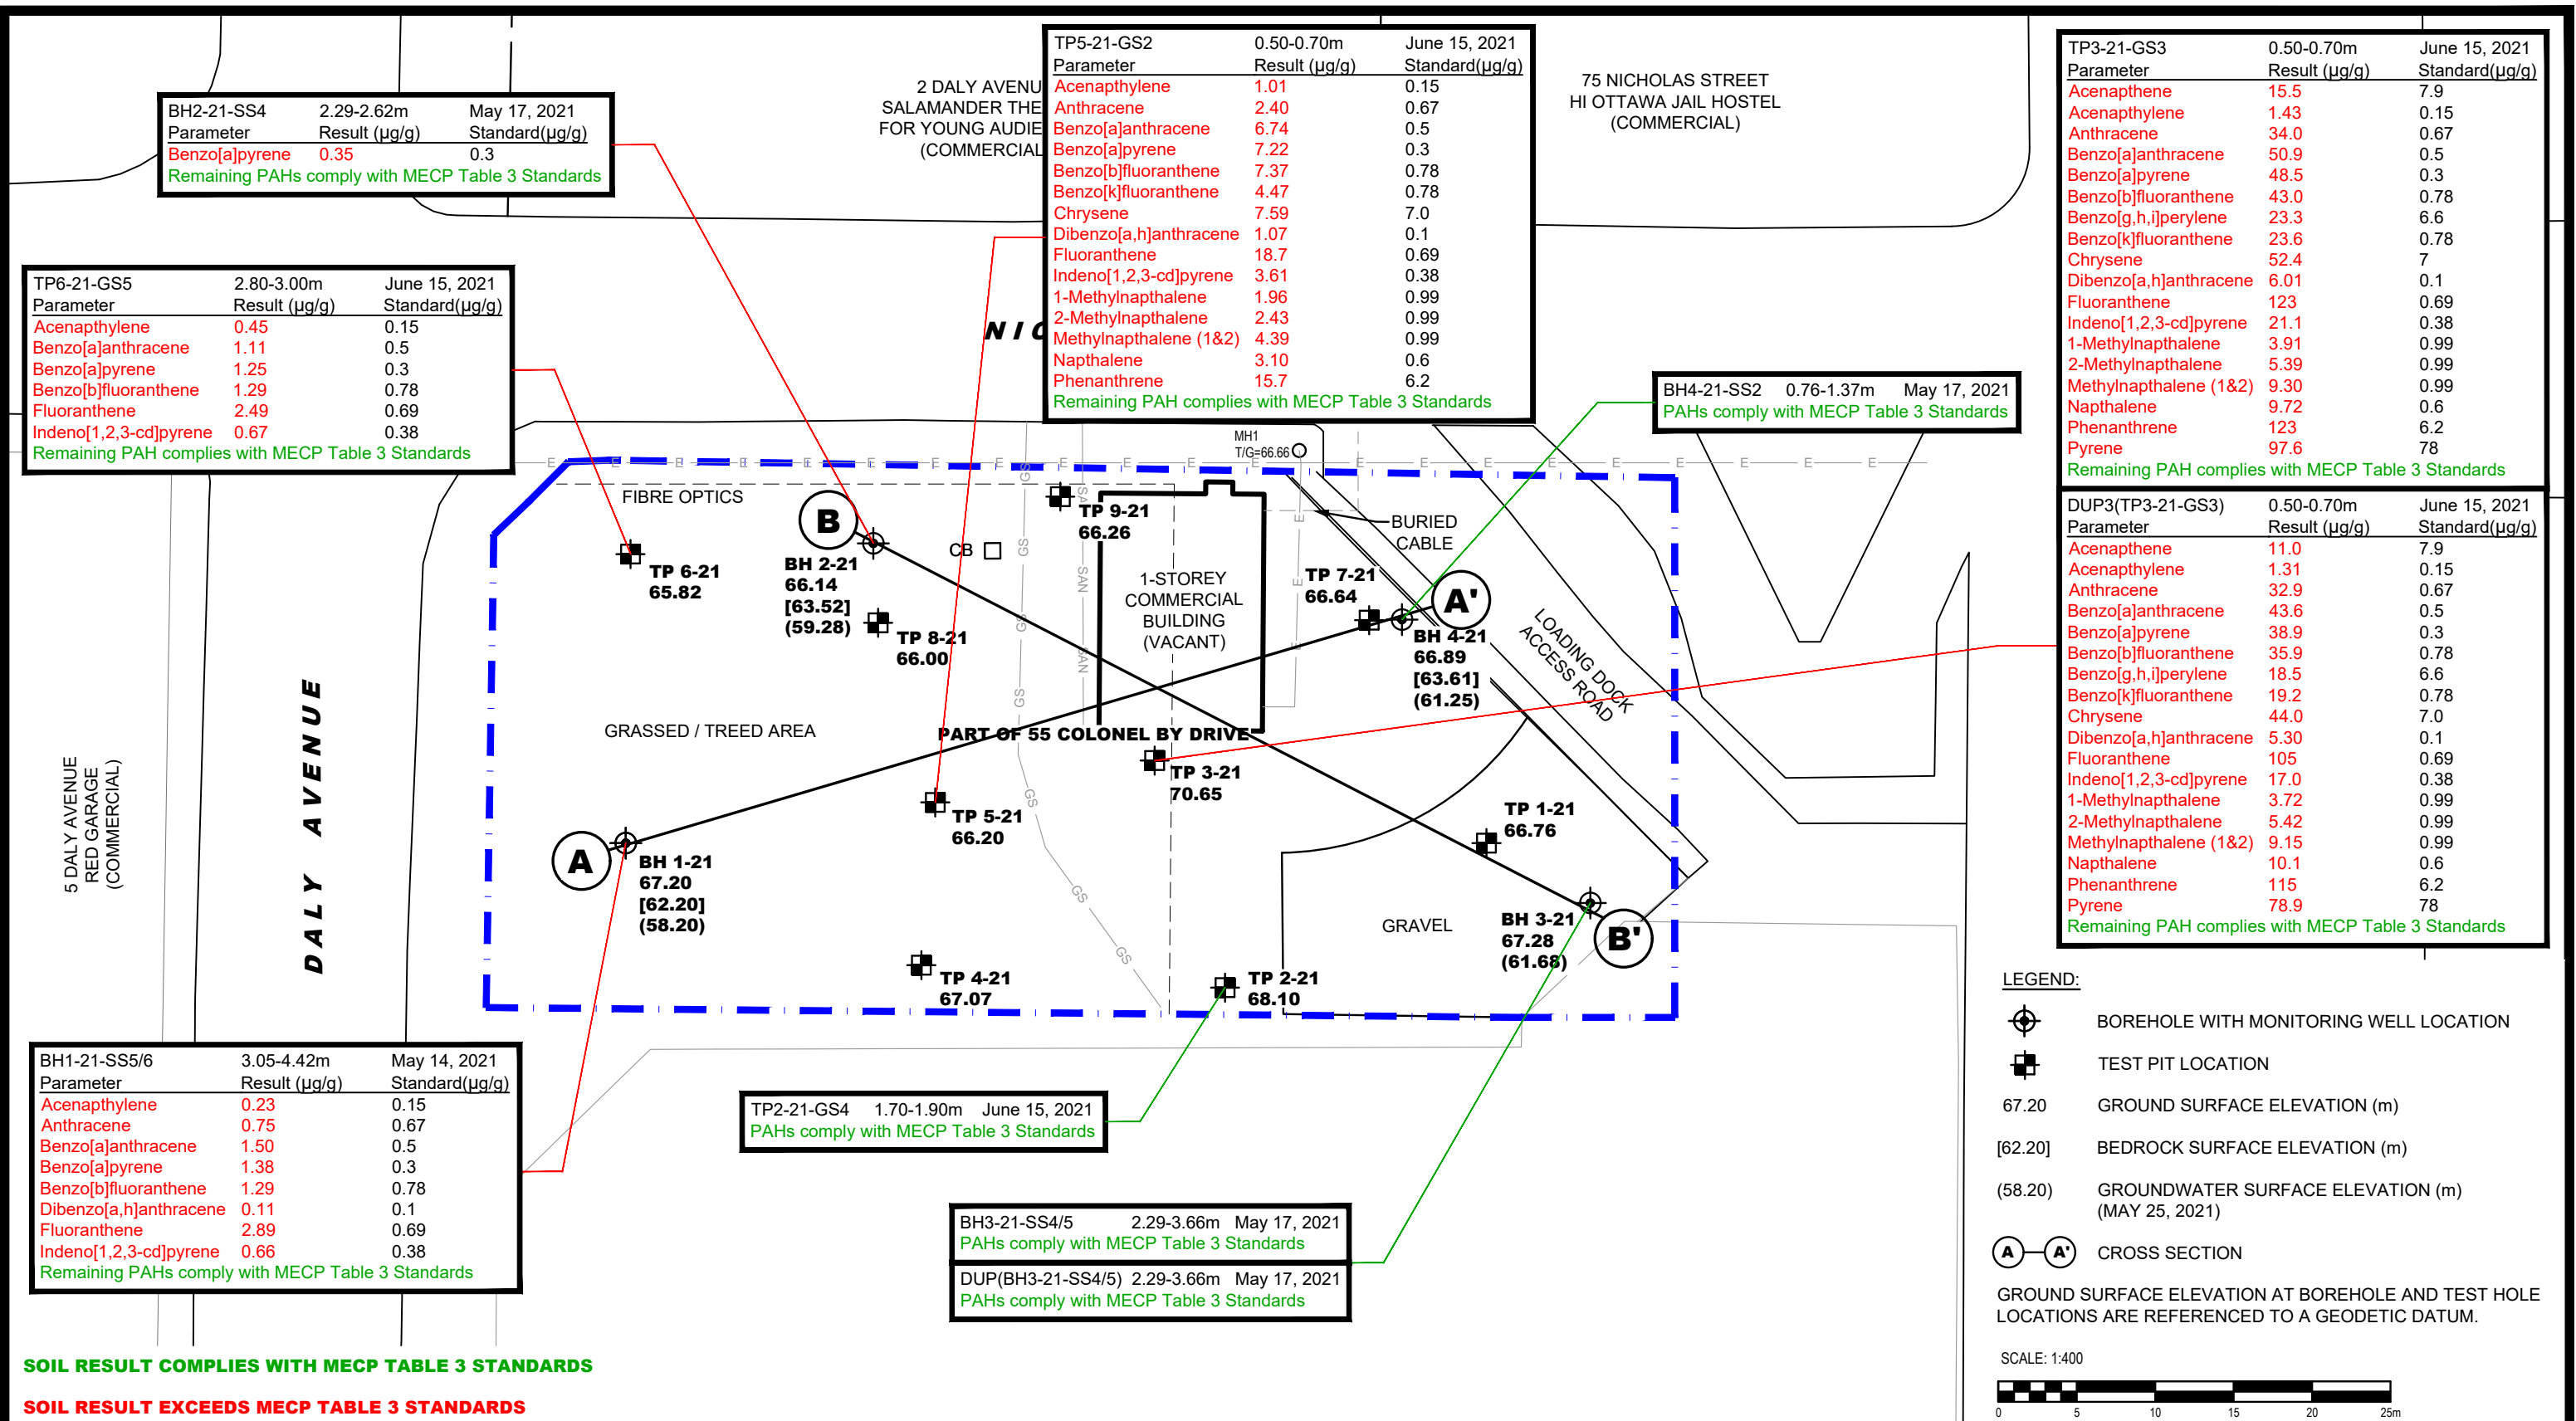 BH2-21-SS4 2.29-2.62m May 17, 2021
Parameter Result (µg/g) Standard(µg/g)
Benzo[a]pyrene 0.35 0.3
Remaining PAHs comply with MECP Table 3 Standards
TP6-21-GS5 2.80-3.00m June 15, 2021
Parameter Result (µg/g) Standard(µg/g)
Acenapthylene 0.45 0.15
Benzo[a]anthracene 1.11 0.5
Benzo[a]pyrene 1.25 0.3
Benzo[b]fluoranthene 1.29 0.78
Fluoranthene 2.49 0.69
Indeno[1,2,3-cd]pyrene 0.67 0.38
Remaining PAH complies with MECP Table 3 Standards
2 DALY AVENU
SALAMANDER THE
FOR YOUNG AUDIE
(COMMERCIAL
NIC
TP5-21-GS2 0.50-0.70m June 15, 2021
Parameter Result (µg/g) Standard(µg/g)
Acenapthylene 1.01 0.15
Anthracene 2.40 0.67
Benzo[a]anthracene 6.74 0.5
Benzo[a]pyrene 7.22 0.3
Benzo[b]fluoranthene 7.37 0.78
Benzo[k]fluoranthene 4.47 0.78
Chrysene 7.59 7.0
Dibenzo[a,h]anthracene 1.07 0.1
Fluoranthene 18.7 0.69
Indeno[1,2,3-cd]pyrene 3.61 0.38
1-Methylnapthalene 1.96 0.99
2-Methylnapthalene 2.43 0.99
Methylnapthalene (1&2) 4.39 0.99
Napthalene 3.10 0.6
Phenanthrene 15.7 6.2
Remaining PAH complies with MECP Table 3 Standards
75 NICHOLAS STREET
HI OTTAWA JAIL HOSTEL
(COMMERCIAL)
BH4-21-SS2 0.76-1.37m May 17, 2021
PAHs comply with MECP Table 3 Standards
TP3-21-GS3 0.50-0.70m June 15, 2021
Parameter Result (µg/g) Standard(µg/g)
Acenapthene 15.5 7.9
Acenapthylene 1.43 0.15
Anthracene 34.0 0.67
Benzo[a]anthracene 50.9 0.5
Benzo[a]pyrene 48.5 0.3
Benzo[b]fluoranthene 43.0 0.78
Benzo[g,h,i]perylene 23.3 6.6
Benzo[k]fluoranthene 23.6 0.78
Chrysene 52.4 7
Dibenzo[a,h]anthracene 6.01 0.1
Fluoranthene 123 0.69
Indeno[1,2,3-cd]pyrene 21.1 0.38
1-Methylnapthalene 3.91 0.99
2-Methylnapthalene 5.39 0.99
Methylnapthalene (1&2) 9.30 0.99
Napthalene 9.72 0.6
Phenanthrene 123 6.2
Pyrene 97.6 78
Remaining PAH complies with MECP Table 3 Standards
DUP3(TP3-21-GS3) 0.50-0.70m June 15, 2021
Parameter Result (µg/g) Standard(µg/g)
Acenapthene 11.0 7.9
Acenapthylene 1.31 0.15
Anthracene 32.9 0.67
Benzo[a]anthracene 43.6 0.5
Benzo[a]pyrene 38.9 0.3
Benzo[b]fluoranthene 35.9 0.78
Benzo[g,h,i]perylene 18.5 6.6
Benzo[k]fluoranthene 19.2 0.78
Chrysene 44.0 7.0
Dibenzo[a,h]anthracene 5.30 0.1
Fluoranthene 105 0.69
Indeno[1,2,3-cd]pyrene 17.0 0.38
1-Methylnapthalene 3.72 0.99
2-Methylnapthalene 5.42 0.99
Methylnapthalene (1&2) 9.15 0.99
Napthalene 10.1 0.6
Phenanthrene 115 6.2
Pyrene 78.9 78
Remaining PAH complies with MECP Table 3 Standards
MH1
T/G=66.66
E E E E E E E E E E E E E E E E E E E E E E
FIBRE OPTICS
B
TP 9-21
66.26
BURIED
CABLE
CB
GS
SAN
E
TP 6-21
65.82
BH 2-21
66.14
[63.52]
(59.28)
TP 8-21
66.00
1-STOREY
COMMERCIAL
BUILDING
(VACANT)
TP 7-21
66.64
A'
BH 4-21
66.89
[63.61]
(61.25)
LOADING DOCK
ACCESS ROAD
GS
SAN
E
GS
SAN
E
GS
GRASSED / TREED AREA
PART OF 55 COLONEL BY DRIVE
TP 3-21
70.65
TP 5-21
66.20
GS
TP 1-21
66.76
A
BH 1-21
67.20
[62.20]
(58.20)
GS
GS
GRAVEL
BH 3-21
67.28
(61.68)
B'
TP 4-21
67.07
TP 2-21
68.10
5 DALY AVENUE
RED GARAGE
(COMMERCIAL)
DALY AVENUE
BH1-21-SS5/6 3.05-4.42m May 14, 2021
Parameter Result (µg/g) Standard(µg/g)
Acenapthylene 0.23 0.15
Anthracene 0.75 0.67
Benzo[a]anthracene 1.50 0.5
Benzo[a]pyrene 1.38 0.3
Benzo[b]fluoranthene 1.29 0.78
Dibenzo[a,h]anthracene 0.11 0.1
Fluoranthene 2.89 0.69
Indeno[1,2,3-cd]pyrene 0.66 0.38
Remaining PAHs comply with MECP Table 3 Standards
TP2-21-GS4 1.70-1.90m June 15, 2021
PAHs comply with MECP Table 3 Standards
BH3-21-SS4/5 2.29-3.66m May 17, 2021
PAHs comply with MECP Table 3 Standards
DUP(BH3-21-SS4/5) 2.29-3.66m May 17, 2021
PAHs comply with MECP Table 3 Standards
LEGEND:
BOREHOLE WITH MONITORING WELL LOCATION
TEST PIT LOCATION
67.20 GROUND SURFACE ELEVATION (m)
[62.20] BEDROCK SURFACE ELEVATION (m)
(58.20) GROUNDWATER SURFACE ELEVATION (m)
(MAY 25, 2021)
A A' CROSS SECTION
GROUND SURFACE ELEVATION AT BOREHOLE AND TEST HOLE
LOCATIONS ARE REFERENCED TO A GEODETIC DATUM.
SCALE: 1:400
0 5 10 15 20 25m
SOIL RESULT COMPLIES WITH MECP TABLE 3 STANDARDS
SOIL RESULT EXCEEDS MECP TABLE 3 STANDARDS